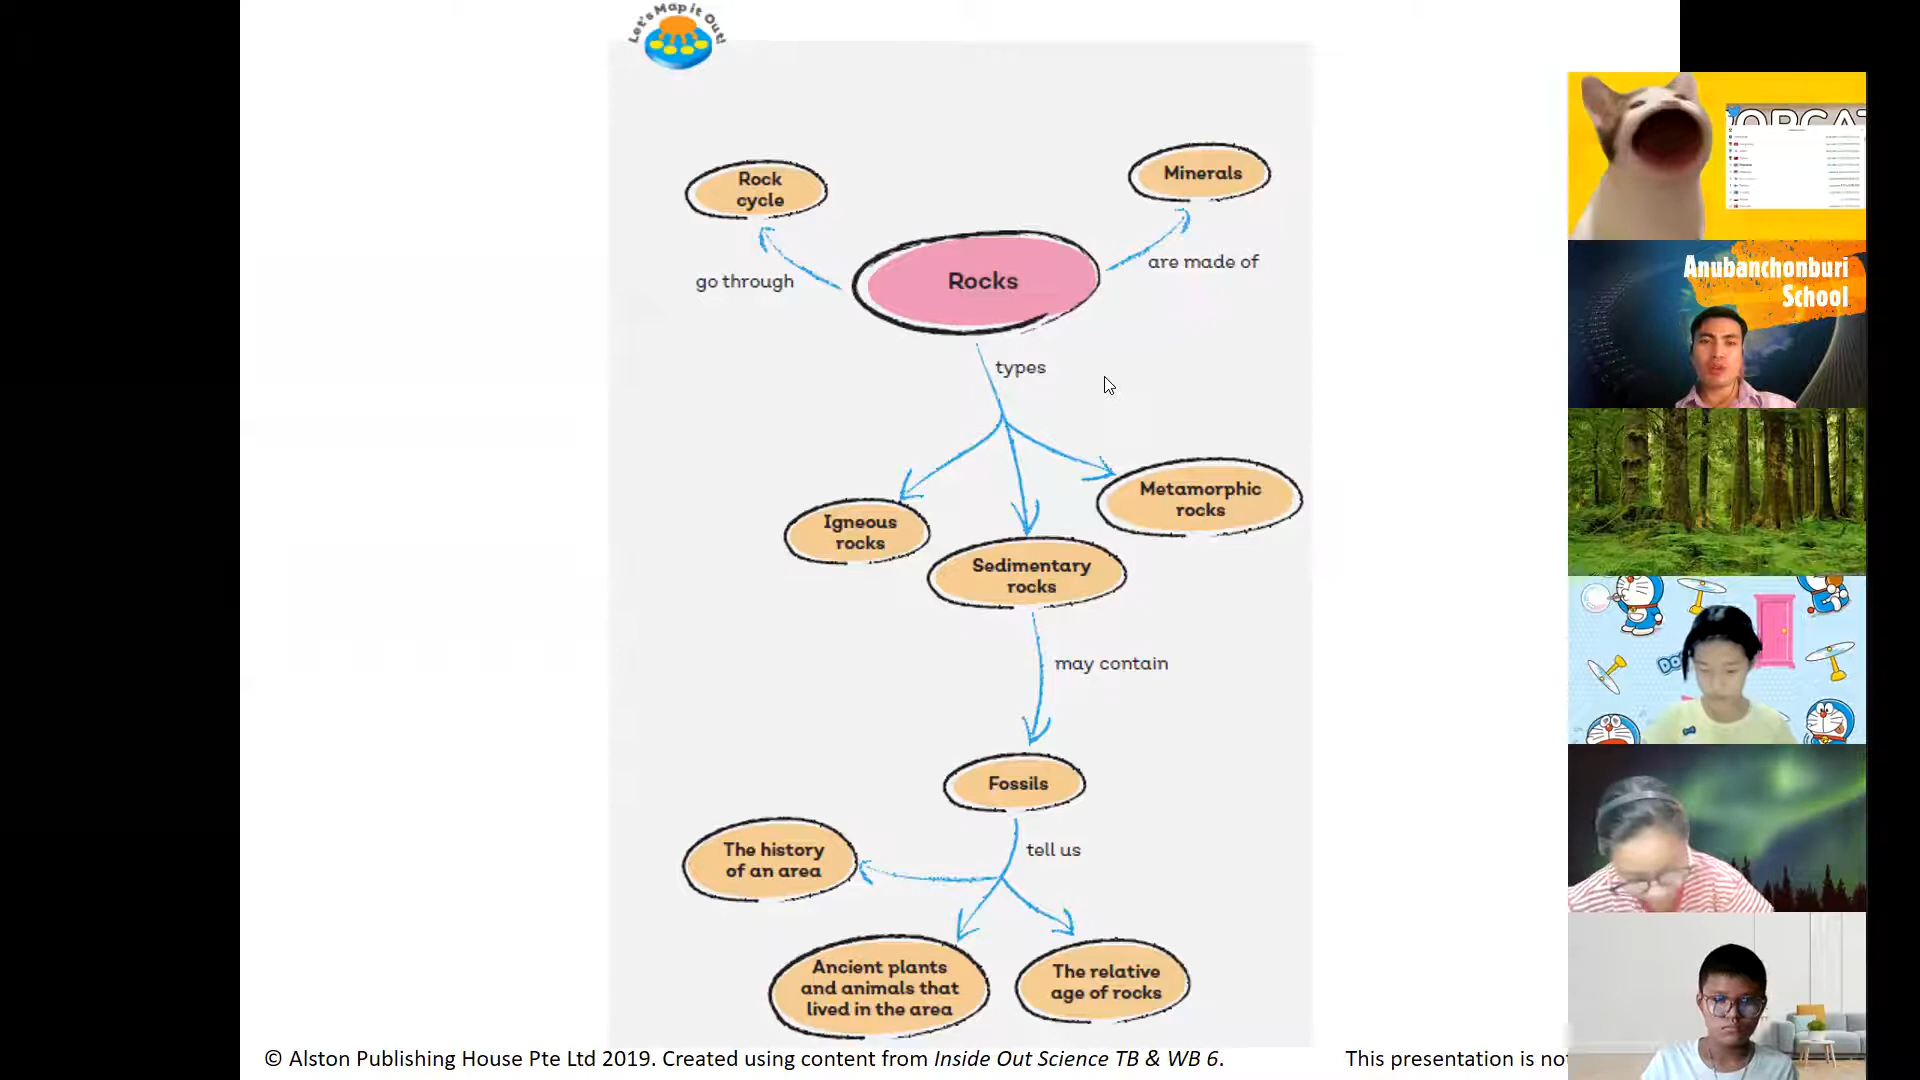 Let's Map it Out!
Rock
cycle
Minerals
go through
Rocks
are made of
types
Igneous
rocks
Sedimentary
rocks
Metamorphic
rocks
may contain
Fossils
tell us
The history
of an area
Ancient plants
and animals that
lived in the area
The relative
age of rocks
© Alston Publishing House Pte Ltd 2019. Created using content from Inside Out Science TB & WB 6.
This presentation is no
Anubanchonburi
School